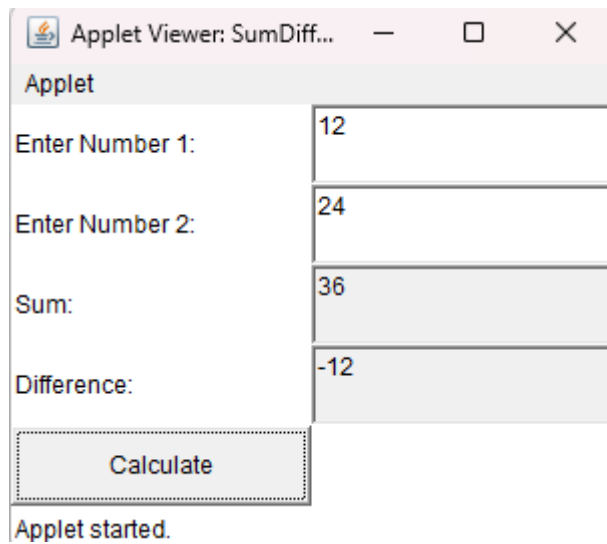 Applet Viewer: SumDiff...
Applet
Enter Number 1: 12
Enter Number 2: 24
Sum: 36
Difference: -12
Calculate
Applet started.